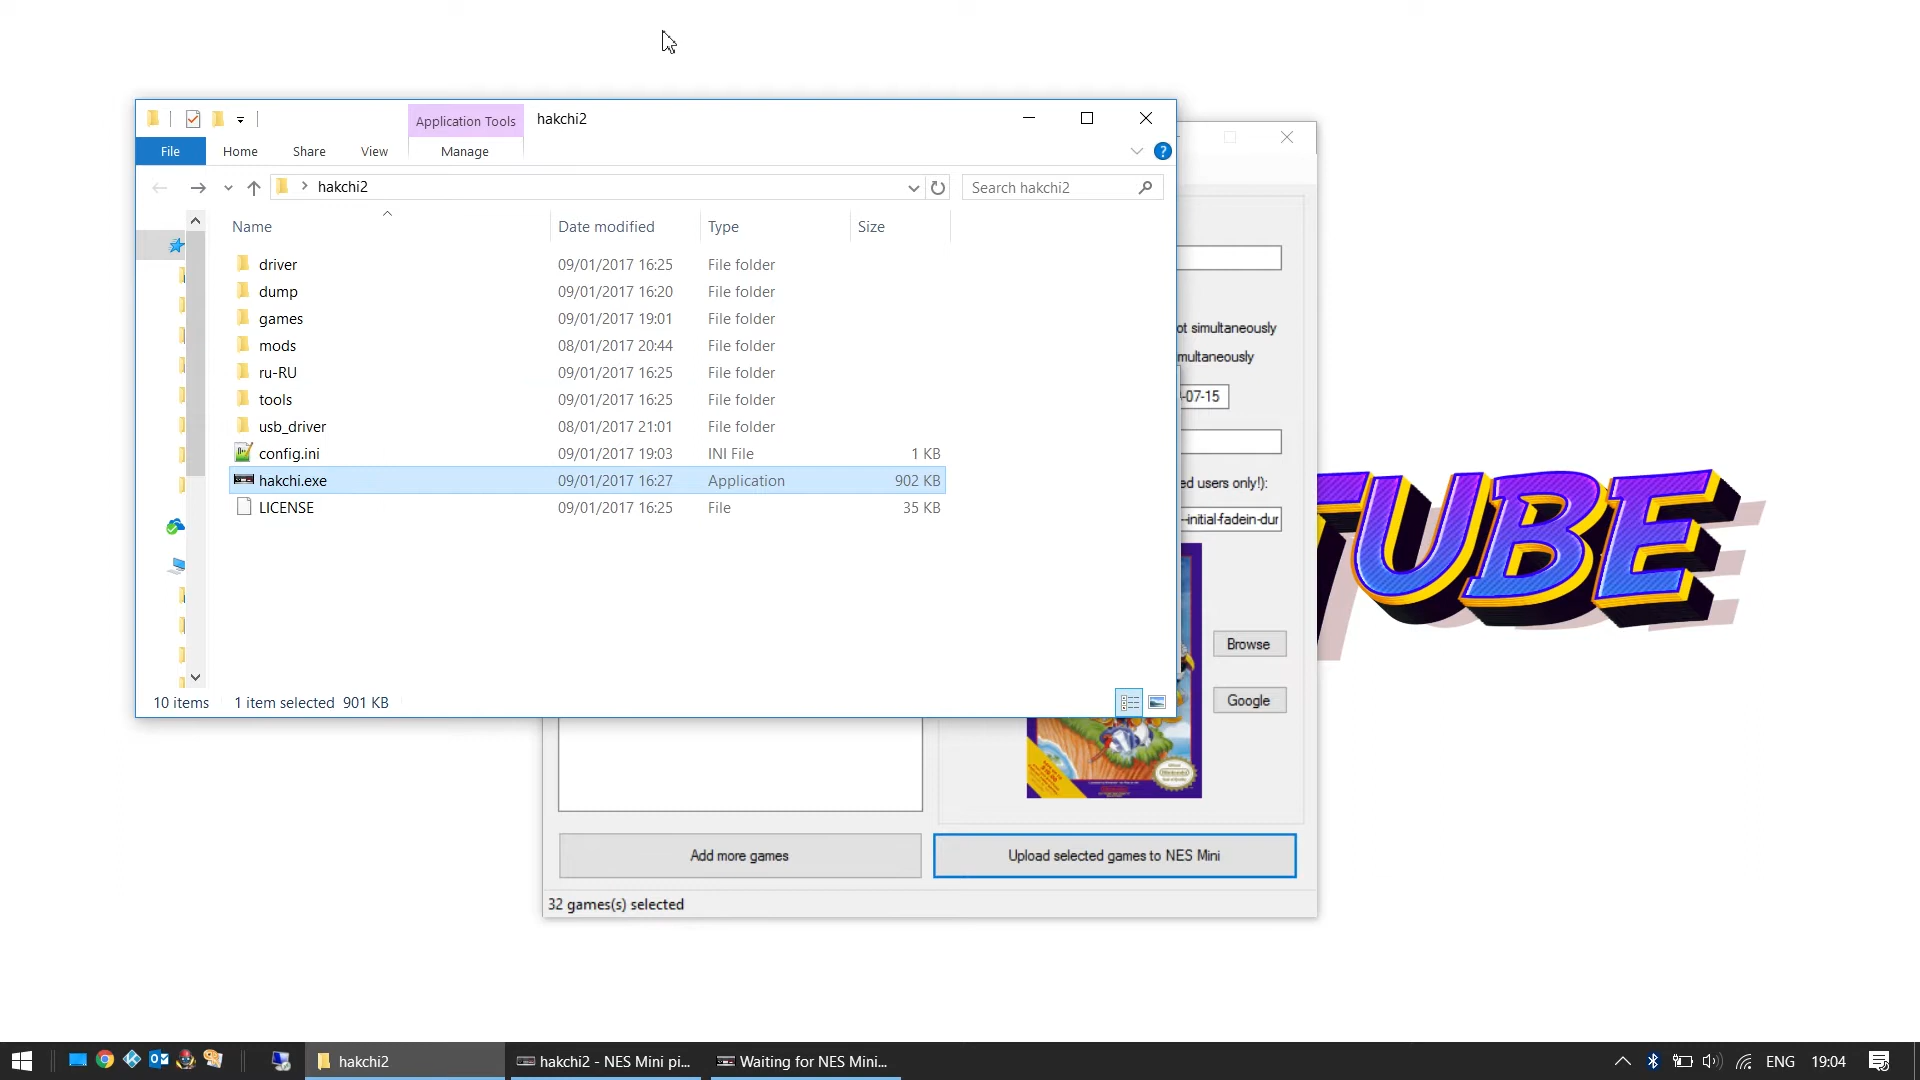 Application Tools
hakchi2
File
Home
Share
View
Manage
?
hakchi2
Search hakchi2
Name
Date modified
Type
Size
driver 09/01/2017 16:25 File folder
dump 09/01/2017 16:20 File folder
games 09/01/2017 19:01 File folder
mods 08/01/2017 20:44 File folder
ru-RU 09/01/2017 16:25 File folder
tools 09/01/2017 16:25 File folder
usb_driver 08/01/2017 21:01 File folder
config.ini 09/01/2017 19:03 INI File 1 KB
hakchi.exe 09/01/2017 16:27 Application 902 KB
LICENSE 09/01/2017 16:25 File 35 KB
10 items
1 item selected 901 KB
ot simultaneously
multaneously
-07-15
ed users only!):
--initial-fadein-dur
Browse
Google
TUBE
Add more games
Upload selected games to NES Mini
32 games(s) selected
hakchi2
hakchi2 - NES Mini pi...
Waiting for NES Mini...
ENG
19:04